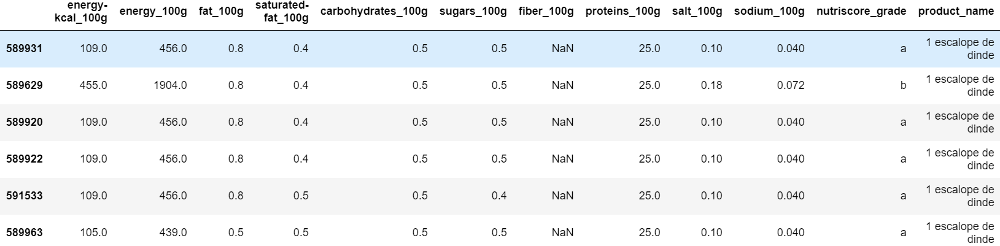 energy-kcal_100g energy_100g fat_100g saturated-fat_100g carbohydrates_100g sugars_100g fiber_100g proteins_100g salt_100g sodium_100g nutriscore_grade product_name
589931 109.0 456.0 0.8 0.4 0.5 0.5 NaN 25.0 0.10 0.040 a 1 escalope de dinde
589629 455.0 1904.0 0.8 0.4 0.5 0.5 NaN 25.0 0.18 0.072 b 1 escalope de dinde
589920 109.0 456.0 0.8 0.4 0.5 0.5 NaN 25.0 0.10 0.040 a 1 escalope de dinde
589922 109.0 456.0 0.8 0.4 0.5 0.5 NaN 25.0 0.10 0.040 a 1 escalope de dinde
591533 109.0 456.0 0.8 0.5 0.5 0.4 NaN 25.0 0.10 0.040 a 1 escalope de dinde
589963 105.0 439.0 0.5 0.5 0.5 0.5 NaN 25.0 0.10 0.040 a 1 escalope de dinde